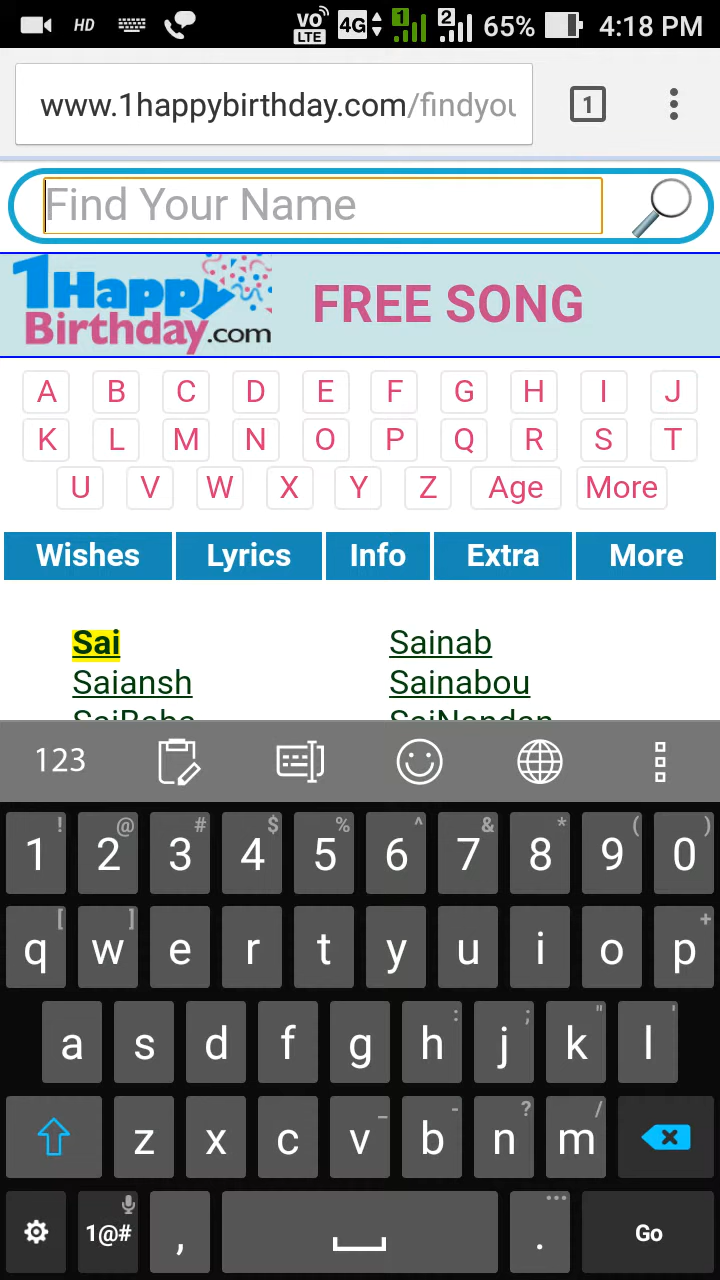 HD VO LTE 4G 1 2 65% 4:18 PM
www.1happybirthday.com/findyou 1
Find Your Name
1Happy Birthday.com FREE SONG
A B C D E F G H I J
K L M N O P Q R S T
U V W X Y Z Age More
Wishes Lyrics Info Extra More
Sai Sainab
Saiansh Sainabou
SaiBaba SaiNandan
123
! @ # $ % ^ & * ( )
1 2 3 4 5 6 7 8 9 0
[ ] +
q w e r t y u i o p
: ; " '
a s d f g h j k l
_ - ? /
z x c v b n m
1@# , . Go